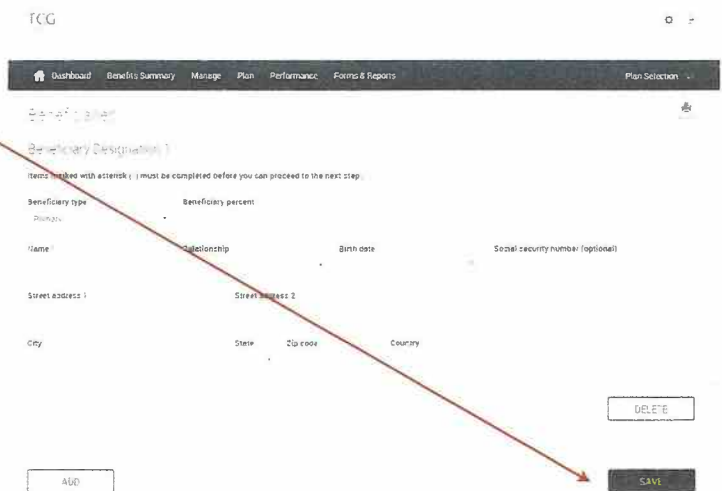 TCG
Dashboard Benefits Summary Manage Plan Performance Forms & Reports Plan Selection
Beneficiaries
Beneficiary Designation 1
Items marked with asterisk (*) must be completed before you can proceed to the next step.
Beneficiary type Beneficiary percent
Primary
Name Relationship Birth date Social security number (optional)
Street address 1 Street address 2
City State Zip code Country
DELETE
ADD SAVE